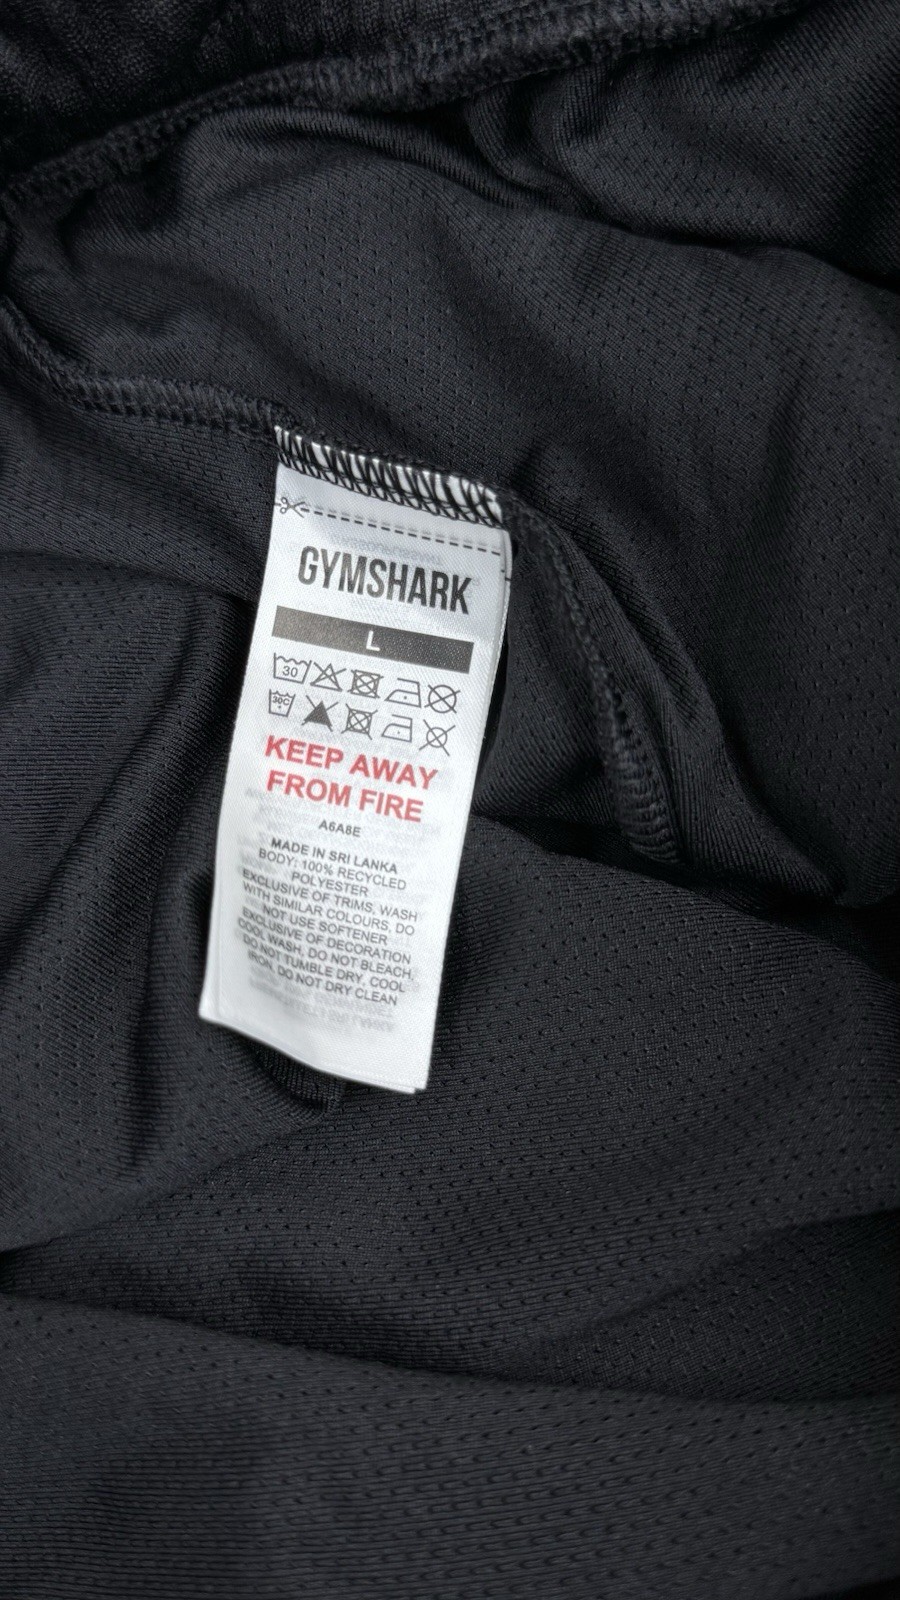 GYMSHARK
L
30
30C
KEEP AWAY
FROM FIRE
A6A8E
MADE IN SRI LANKA
BODY: 100% RECYCLED
POLYESTER
EXCLUSIVE OF TRIMS, WASH
WITH SIMILAR COLOURS, DO
NOT USE SOFTENER
EXCLUSIVE OF DECORATION
COOL WASH, DO NOT BLEACH,
DO NOT TUMBLE DRY, COOL
IRON, DO NOT DRY CLEAN